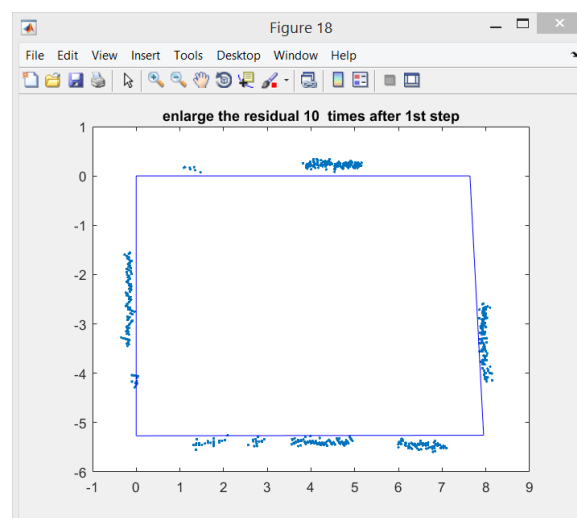 Figure 18
File Edit View Insert Tools Desktop Window Help
enlarge the residual 10 times after 1st step
1
0
-1
-2
-3
-4
-5
-6
-1 0 1 2 3 4 5 6 7 8 9